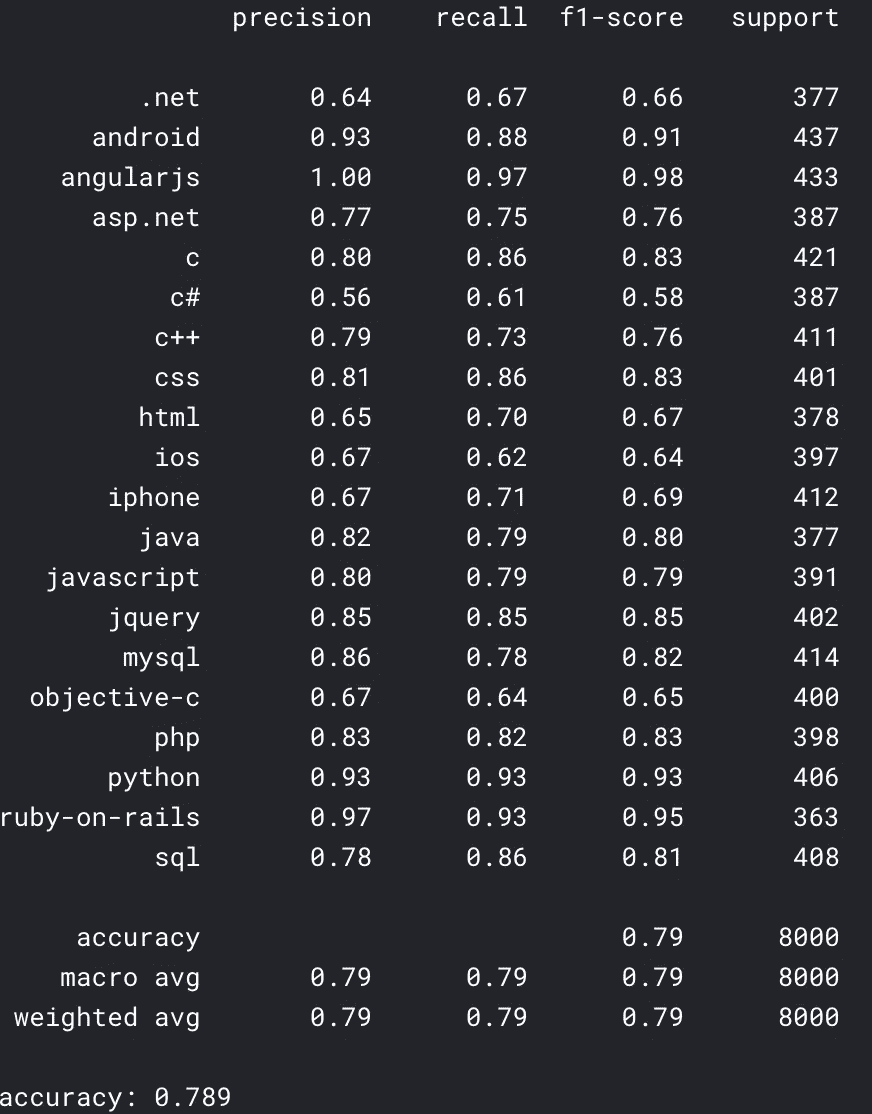 precision recall f1-score support
.net 0.64 0.67 0.66 377
android 0.93 0.88 0.91 437
angularjs 1.00 0.97 0.98 433
asp.net 0.77 0.75 0.76 387
c 0.80 0.86 0.83 421
c# 0.56 0.61 0.58 387
c++ 0.79 0.73 0.76 411
css 0.81 0.86 0.83 401
html 0.65 0.70 0.67 378
ios 0.67 0.62 0.64 397
iphone 0.67 0.71 0.69 412
java 0.82 0.79 0.80 377
javascript 0.80 0.79 0.79 391
jquery 0.85 0.85 0.85 402
mysql 0.86 0.78 0.82 414
objective-c 0.67 0.64 0.65 400
php 0.83 0.82 0.83 398
python 0.93 0.93 0.93 406
ruby-on-rails 0.97 0.93 0.95 363
sql 0.78 0.86 0.81 408
accuracy 0.79 8000
macro avg 0.79 0.79 0.79 8000
weighted avg 0.79 0.79 0.79 8000
accuracy: 0.789